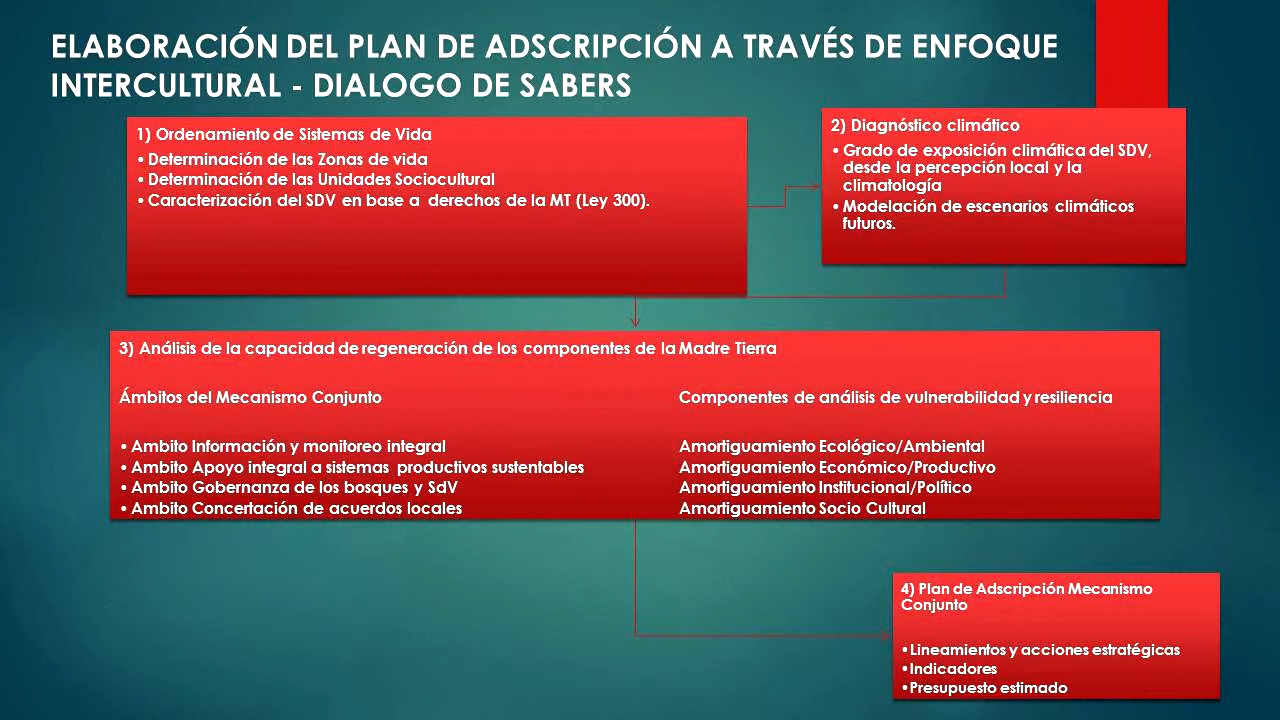 ELABORACIÓN DEL PLAN DE ADSCRIPCIÓN A TRAVÉS DE ENFOQUE
INTERCULTURAL - DIALOGO DE SABERS
1) Ordenamiento de Sistemas de Vida
• Determinación de las Zonas de vida
• Determinación de las Unidades Sociocultural
• Caracterización del SDV en base a derechos de la MT (Ley 300).
2) Diagnóstico climático
• Grado de exposición climática del SDV,
desde la percepción local y la
climatología
• Modelación de escenarios climáticos
futuros.
3) Análisis de la capacidad de regeneración de los componentes de la Madre Tierra
Ámbitos del Mecanismo Conjunto
• Ambito Información y monitoreo integral
• Ambito Apoyo integral a sistemas productivos sustentables
• Ambito Gobernanza de los bosques y SdV
• Ambito Concertación de acuerdos locales
Componentes de análisis de vulnerabilidad y resiliencia
Amortiguamiento Ecológico/Ambiental
Amortiguamiento Económico/Productivo
Amortiguamiento Institucional/Político
Amortiguamiento Socio Cultural
4) Plan de Adscripción Mecanismo
Conjunto
•Lineamientos y acciones estratégicas
•Indicadores
•Presupuesto estimado